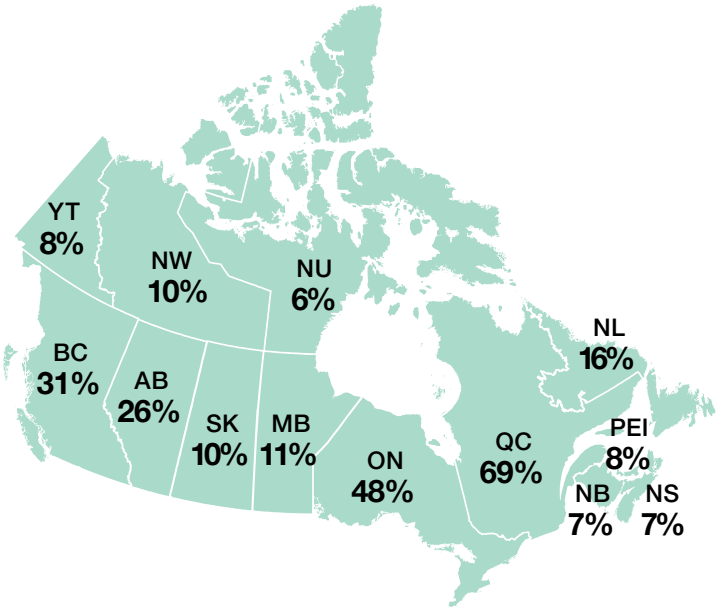 YT
8%
NW
10%
NU
6%
BC
31%
AB
26%
SK
10%
MB
11%
ON
48%
QC
69%
NL
16%
PEI
8%
NB
7%
NS
7%